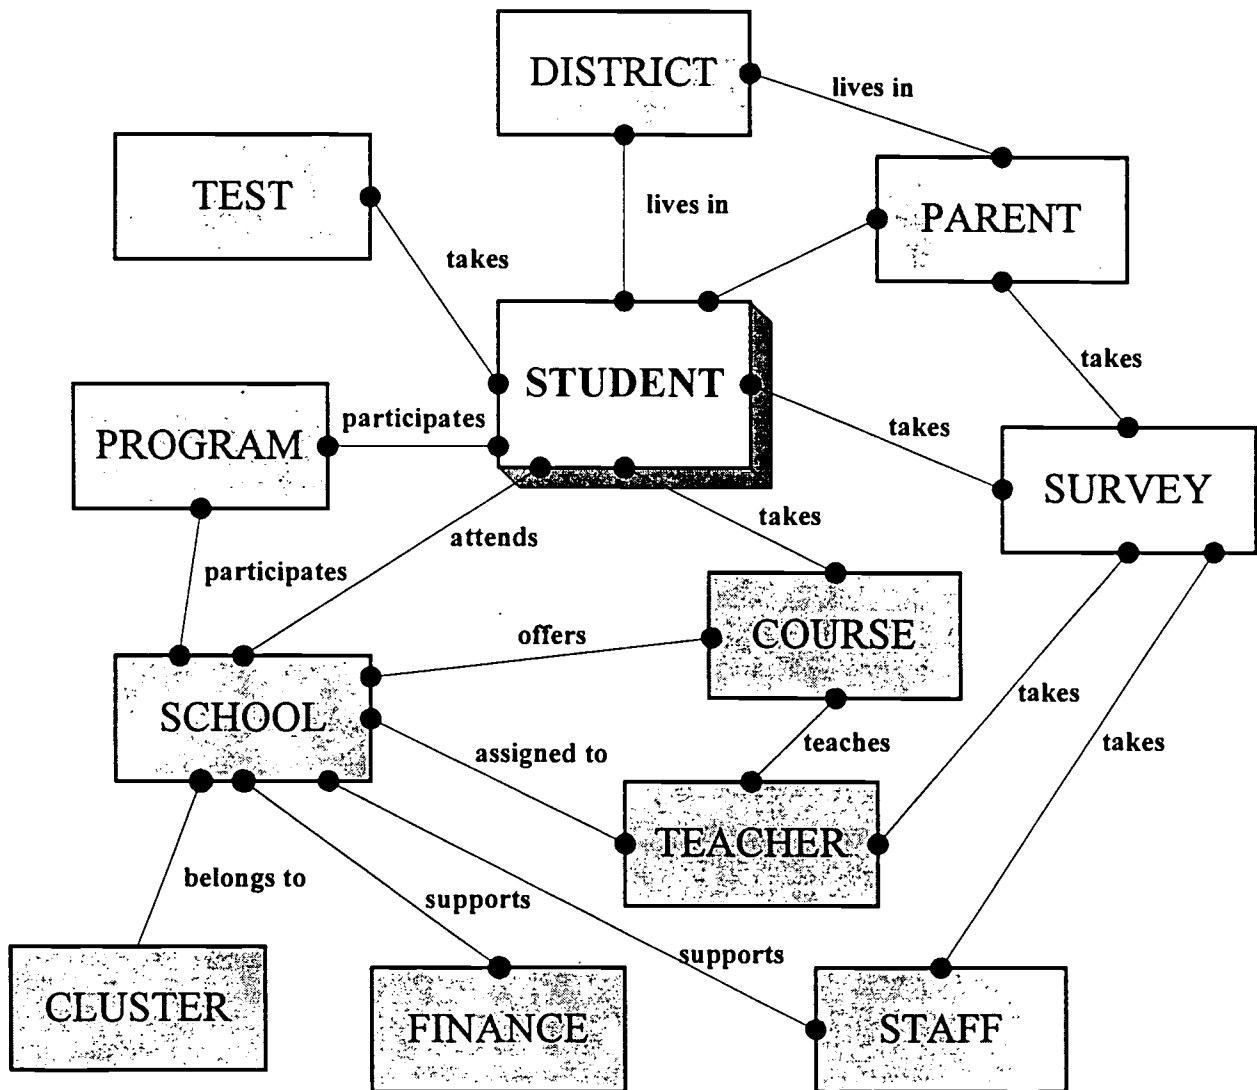 DISTRICT
lives in
TEST
PARENT
lives in
takes
STUDENT
takes
PROGRAM
participates
takes
SURVEY
takes
attends
participates
COURSE
offers
takes
SCHOOL
teaches
takes
assigned to
TEACHER
belongs to
supports
supports
CLUSTER
FINANCE
STAFF